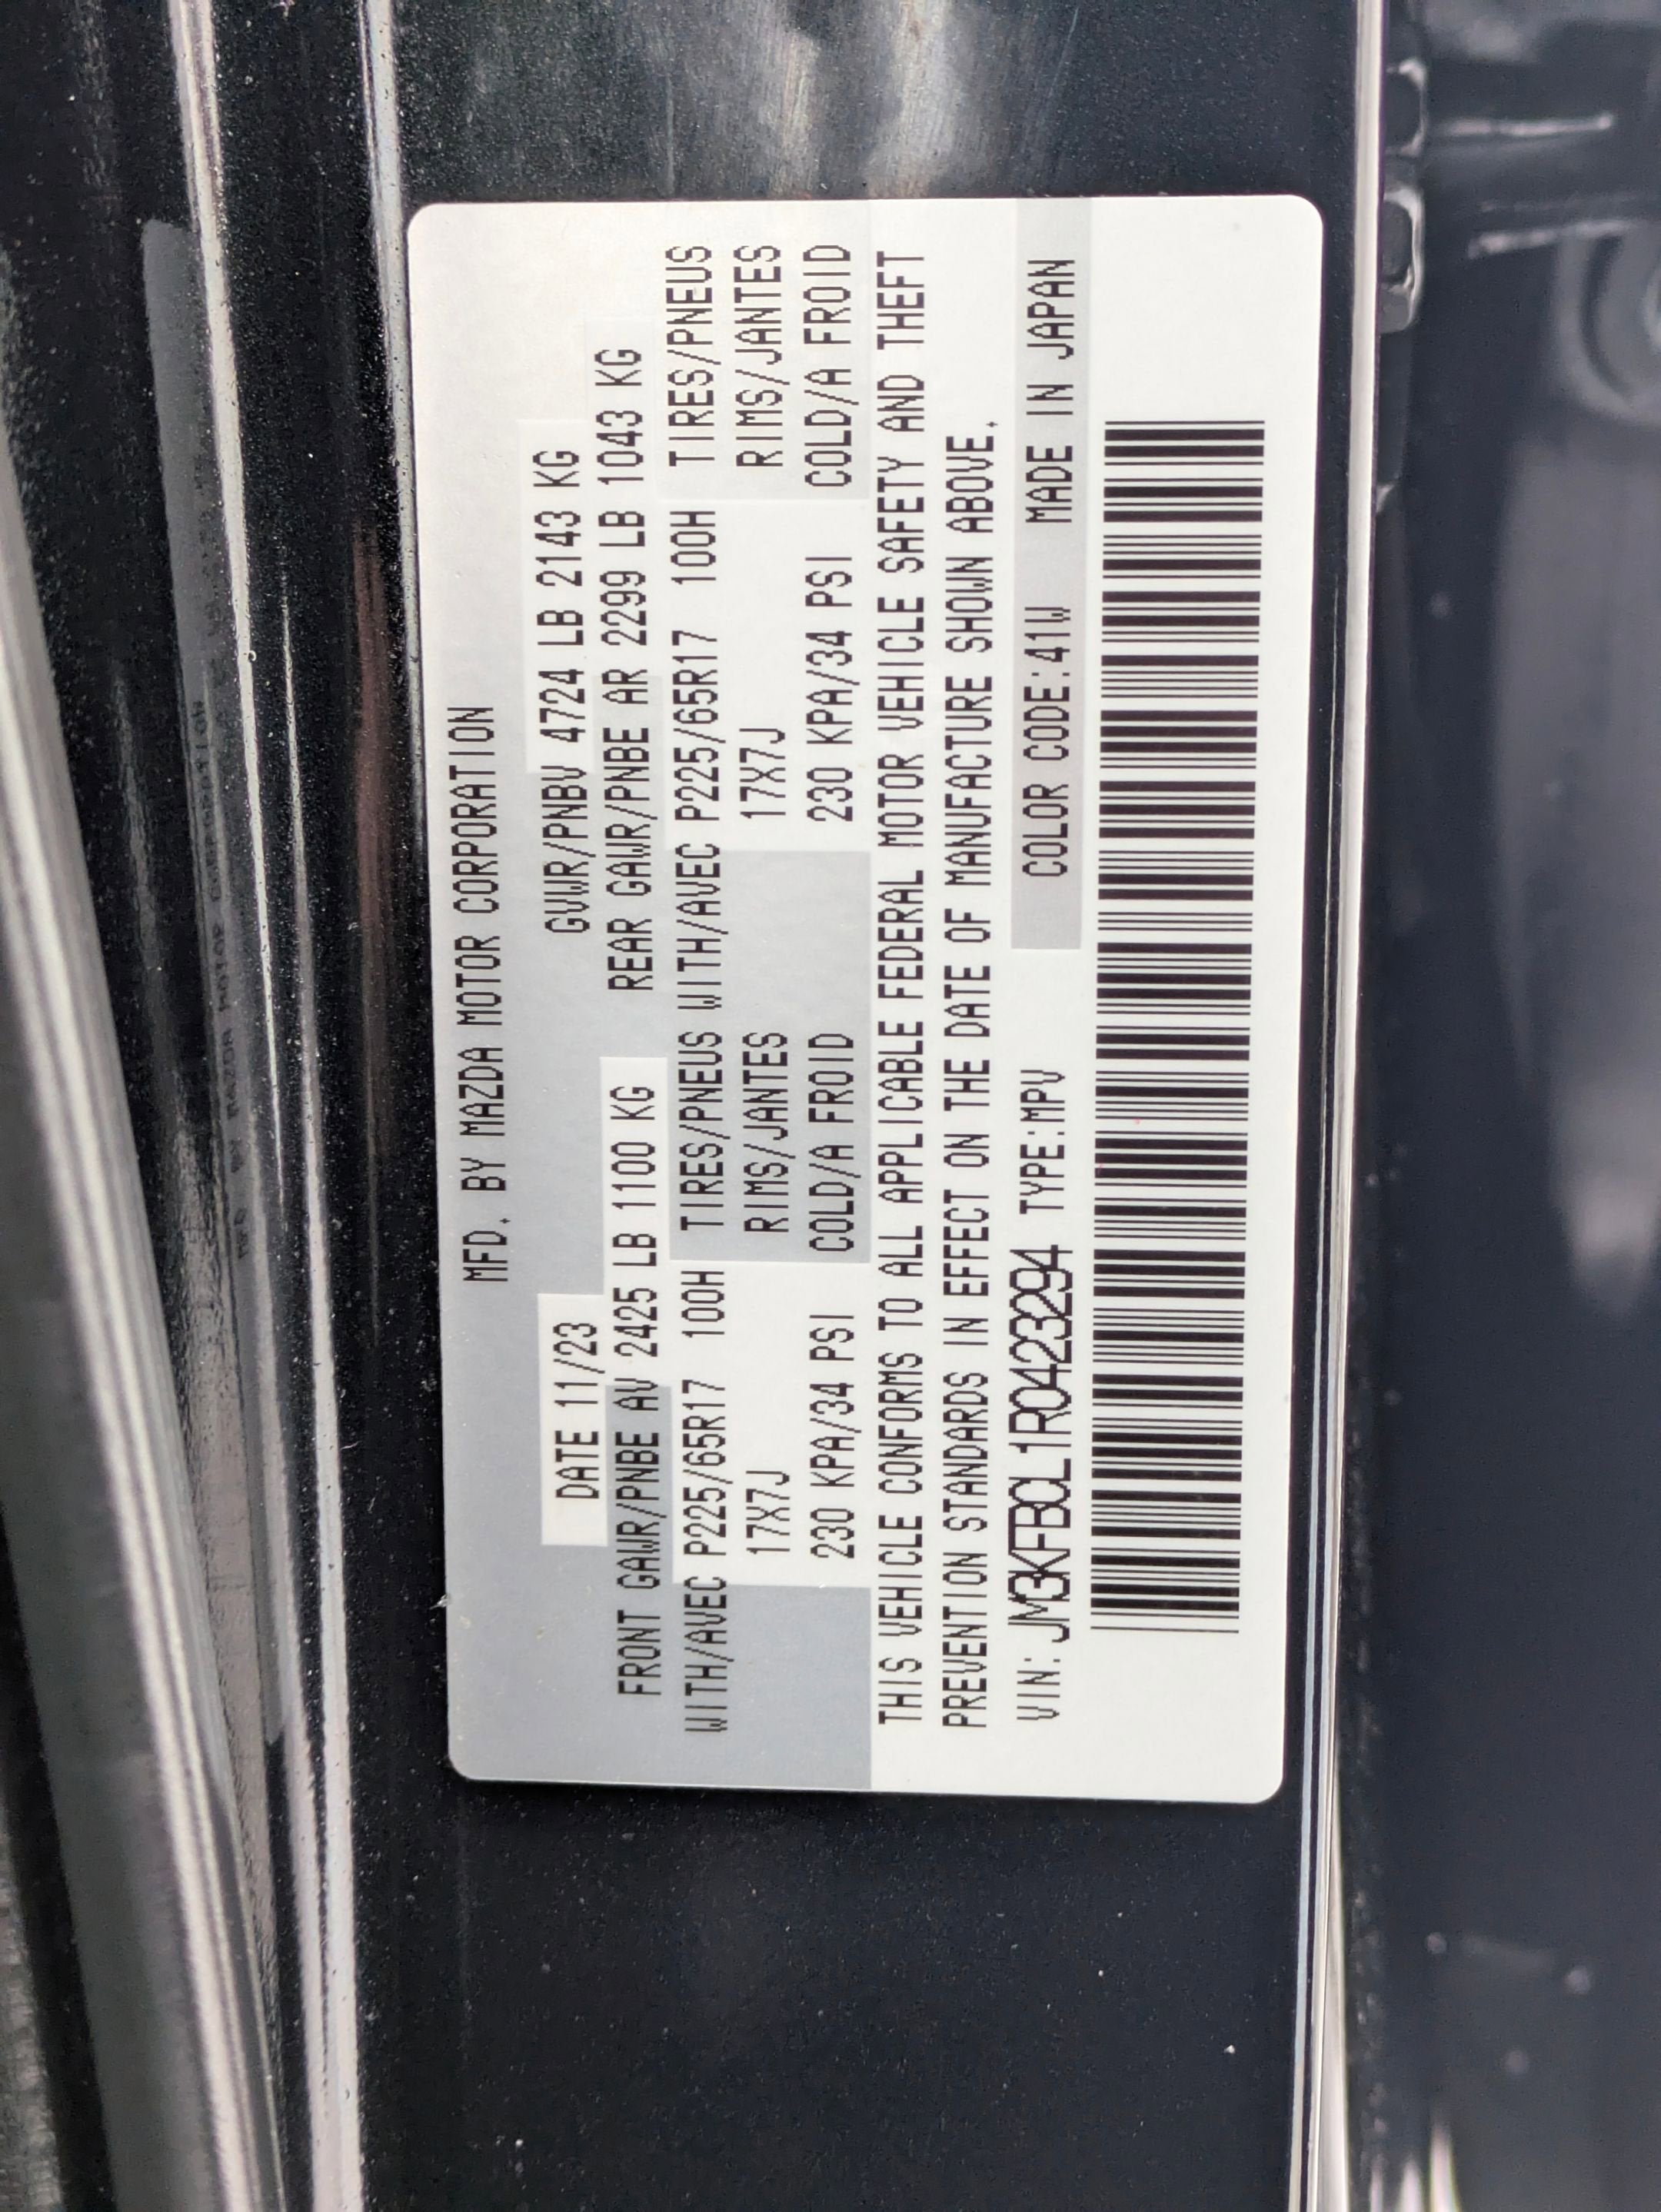 MFD. BY MAZDA MOTOR CORPORATION
DATE 11/23 GVWR/PNBV 4724 LB 2143 KG
FRONT GAWR/PNBE AV 2425 LB 1100 KG REAR GAWR/PNBE AR 2299 LB 1043 KG
WITH/AVEC P225/65R17 100H TIRES/PNEUS WITH/AVEC P225/65R17 100H TIRES/PNEUS
17X7J RIMS/JANTES 17X7J RIMS/JANTES
230 KPA/34 PSI COLD/A FROID 230 KPA/34 PSI COLD/A FROID
THIS VEHICLE CONFORMS TO ALL APPLICABLE FEDERAL MOTOR VEHICLE SAFETY AND THEFT
PREVENTION STANDARDS IN EFFECT ON THE DATE OF MANUFACTURE SHOWN ABOVE.
VIN: JM3KFBCL1R0423294 TYPE:MPV COLOR CODE:41W MADE IN JAPAN